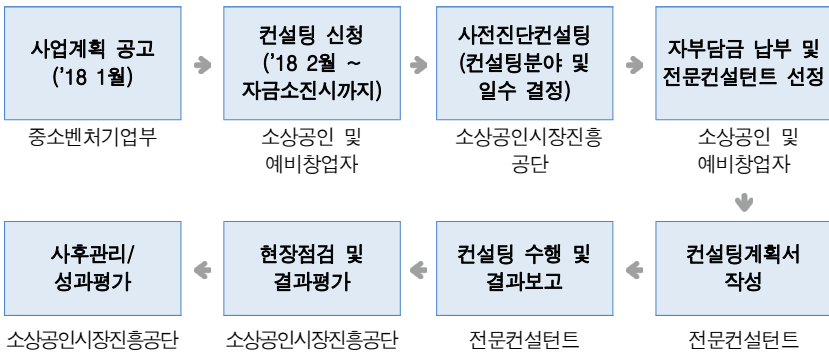 사업계획 공고
('18 1월)
중소벤처기업부
컨설팅 신청
('18 2월 ~
자금소진시까지)
소상공인 및
예비창업자
사전진단컨설팅
(컨설팅분야 및
일수 결정)
소상공인시장진흥
공단
자부담금 납부 및
전문컨설턴트 선정
소상공인 및
예비창업자
컨설팅계획서
작성
전문컨설턴트
컨설팅 수행 및
결과보고
전문컨설턴트
현장점검 및
결과평가
소상공인시장진흥공단
사후관리/
성과평가
소상공인시장진흥공단